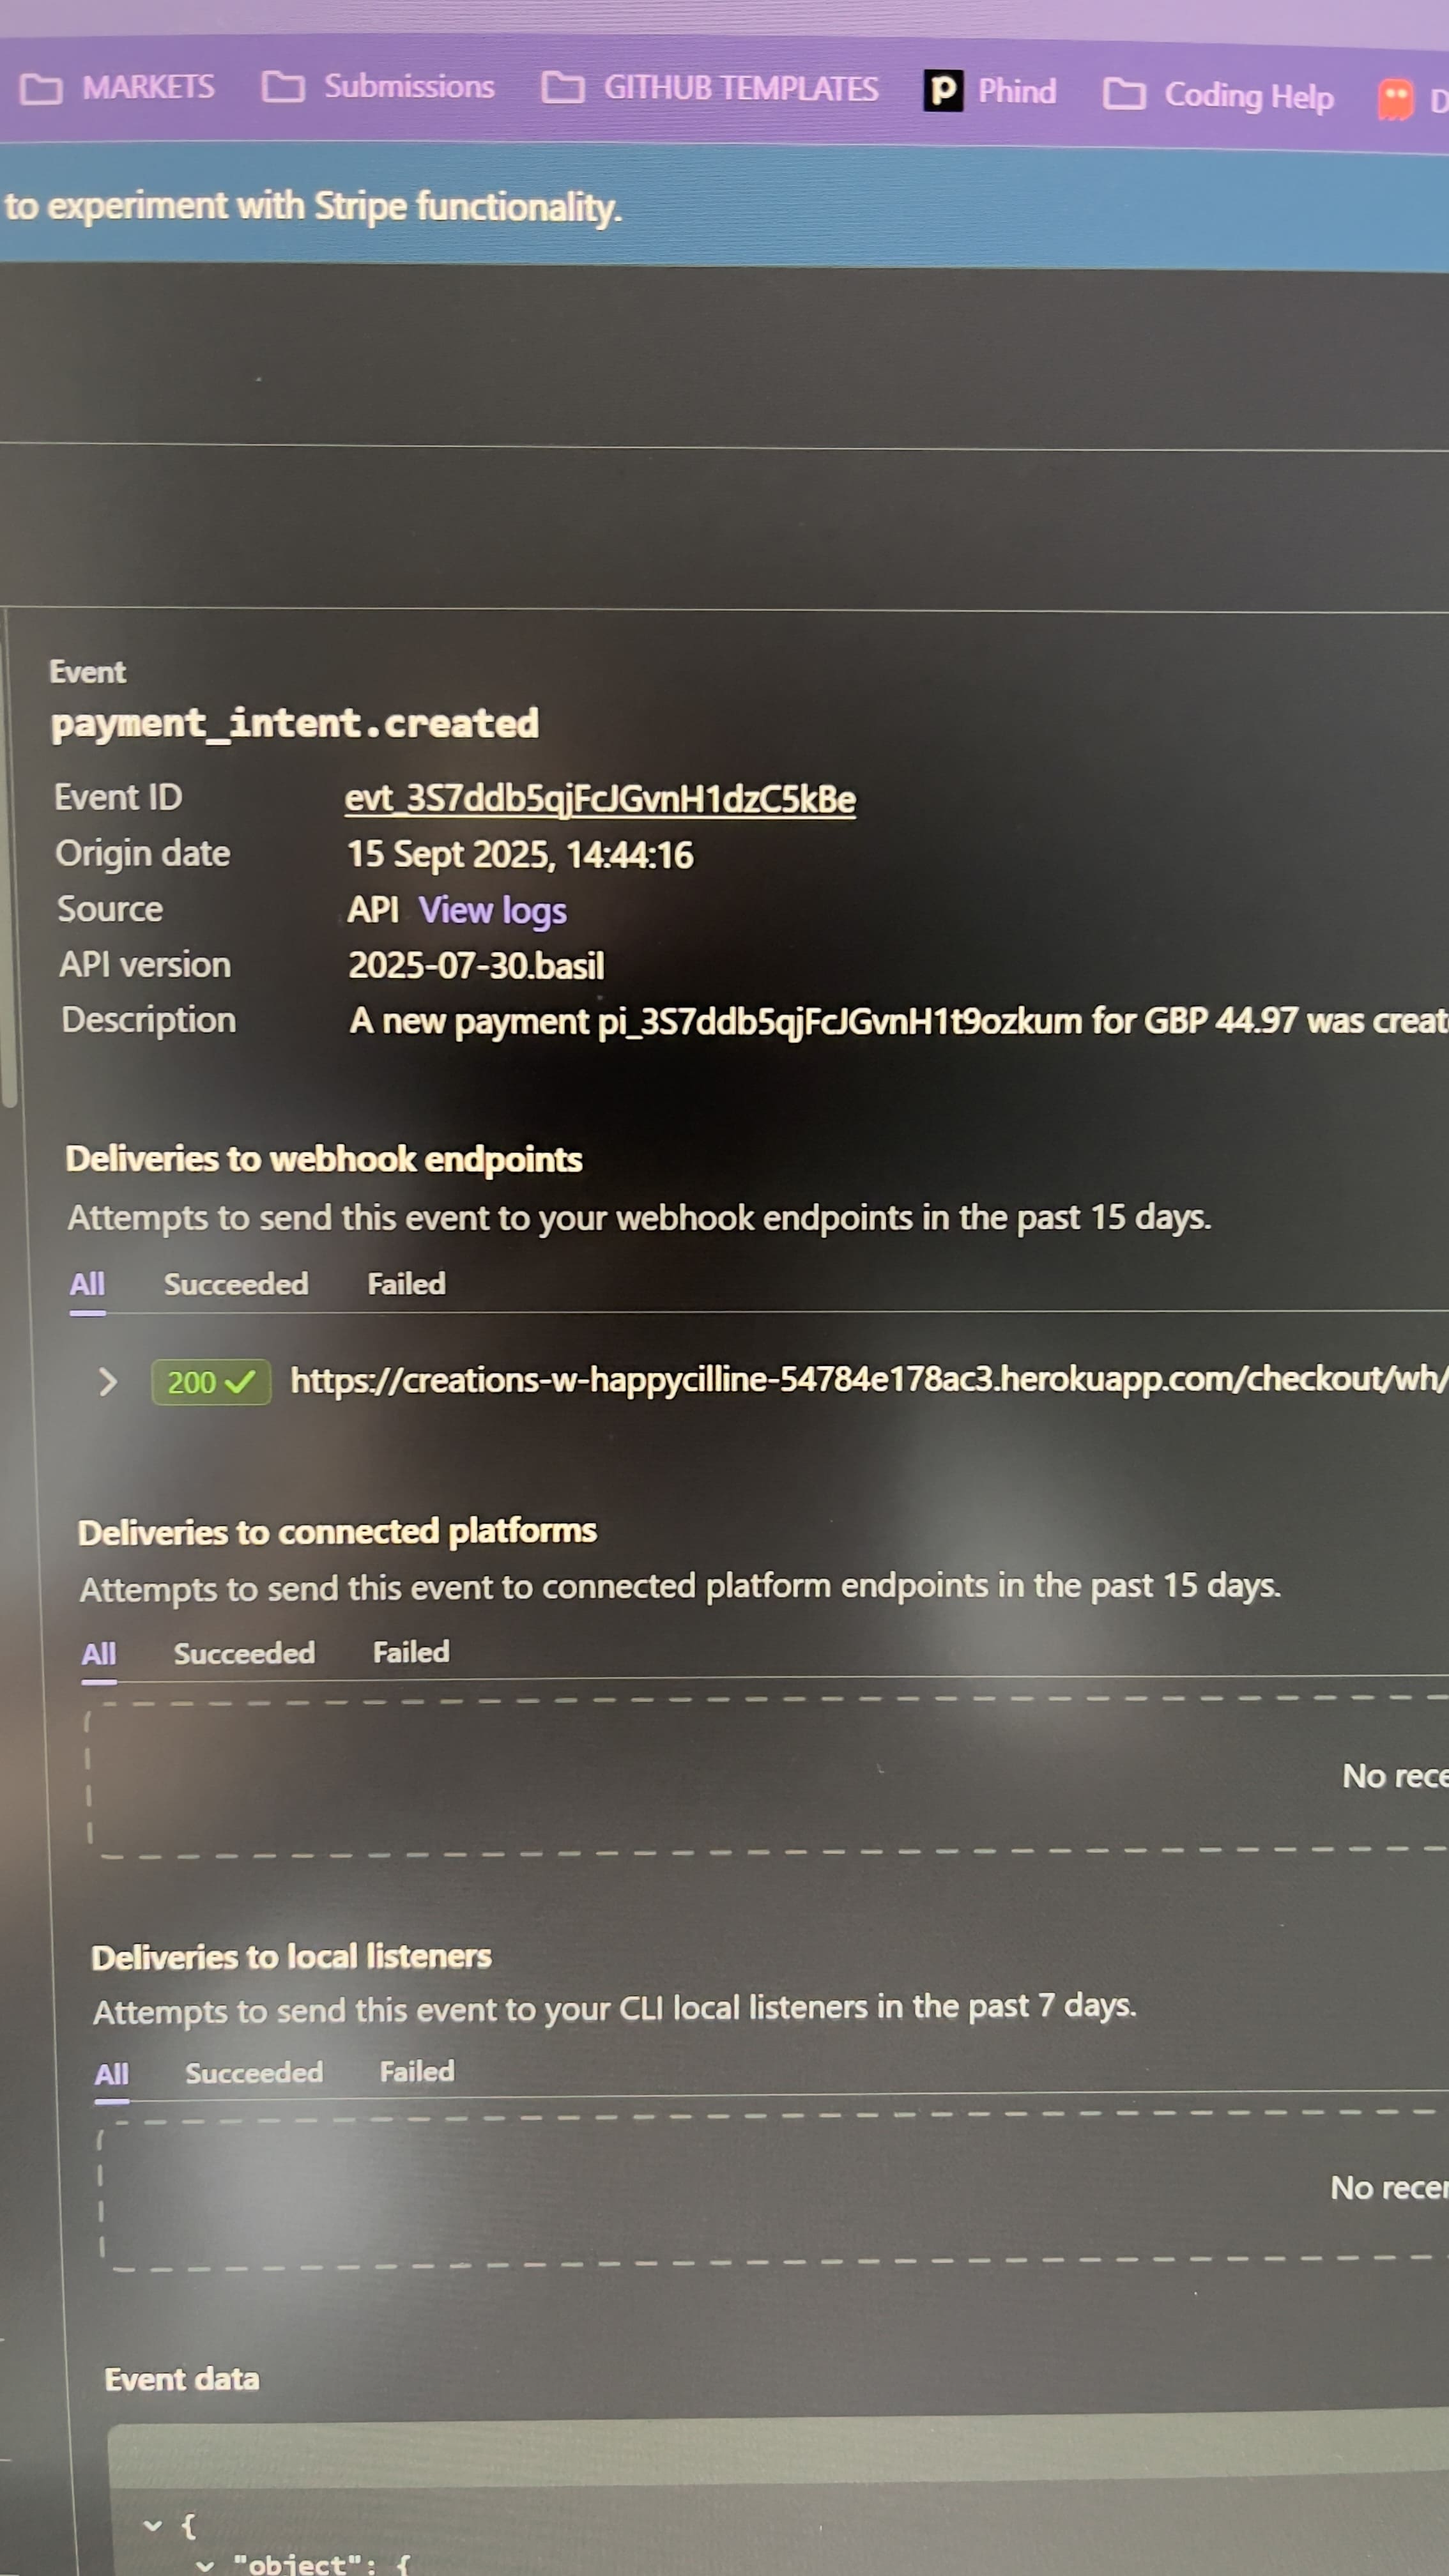 MARKETS Submissions GITHUB TEMPLATES Phind Coding Help D
to experiment with Stripe functionality.
Event
payment_intent.created
Event ID evt_3S7ddb5qjFcJGvnH1dzC5kBe
Origin date 15 Sept 2025, 14:44:16
Source API View logs
API version 2025-07-30.basil
Description A new payment pi_3S7ddb5qjFcJGvnH1t9ozkum for GBP 44.97 was creat
Deliveries to webhook endpoints
Attempts to send this event to your webhook endpoints in the past 15 days.
All Succeeded Failed
200 https://creations-w-happycilline-54784e178ac3.herokuapp.com/checkout/wh/
Deliveries to connected platforms
Attempts to send this event to connected platform endpoints in the past 15 days.
All Succeeded Failed
No rece
Deliveries to local listeners
Attempts to send this event to your CLI local listeners in the past 7 days.
All Succeeded Failed
No recen
Event data
{
"object": {